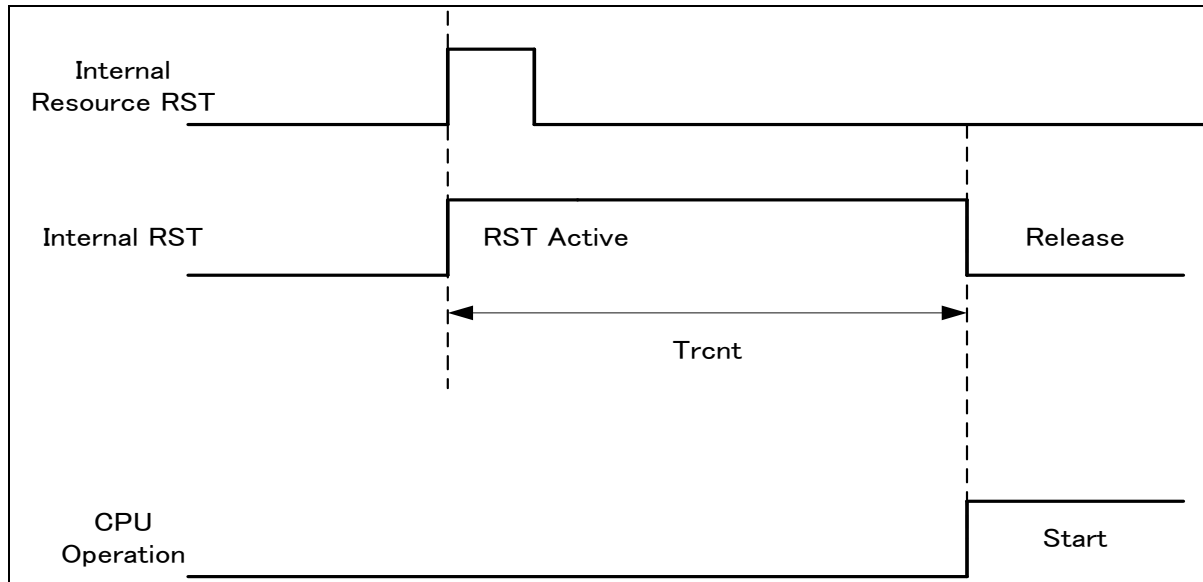 Internal
Resource RST
Internal RST
RST Active
Release
Trcnt
CPU
Operation
Start